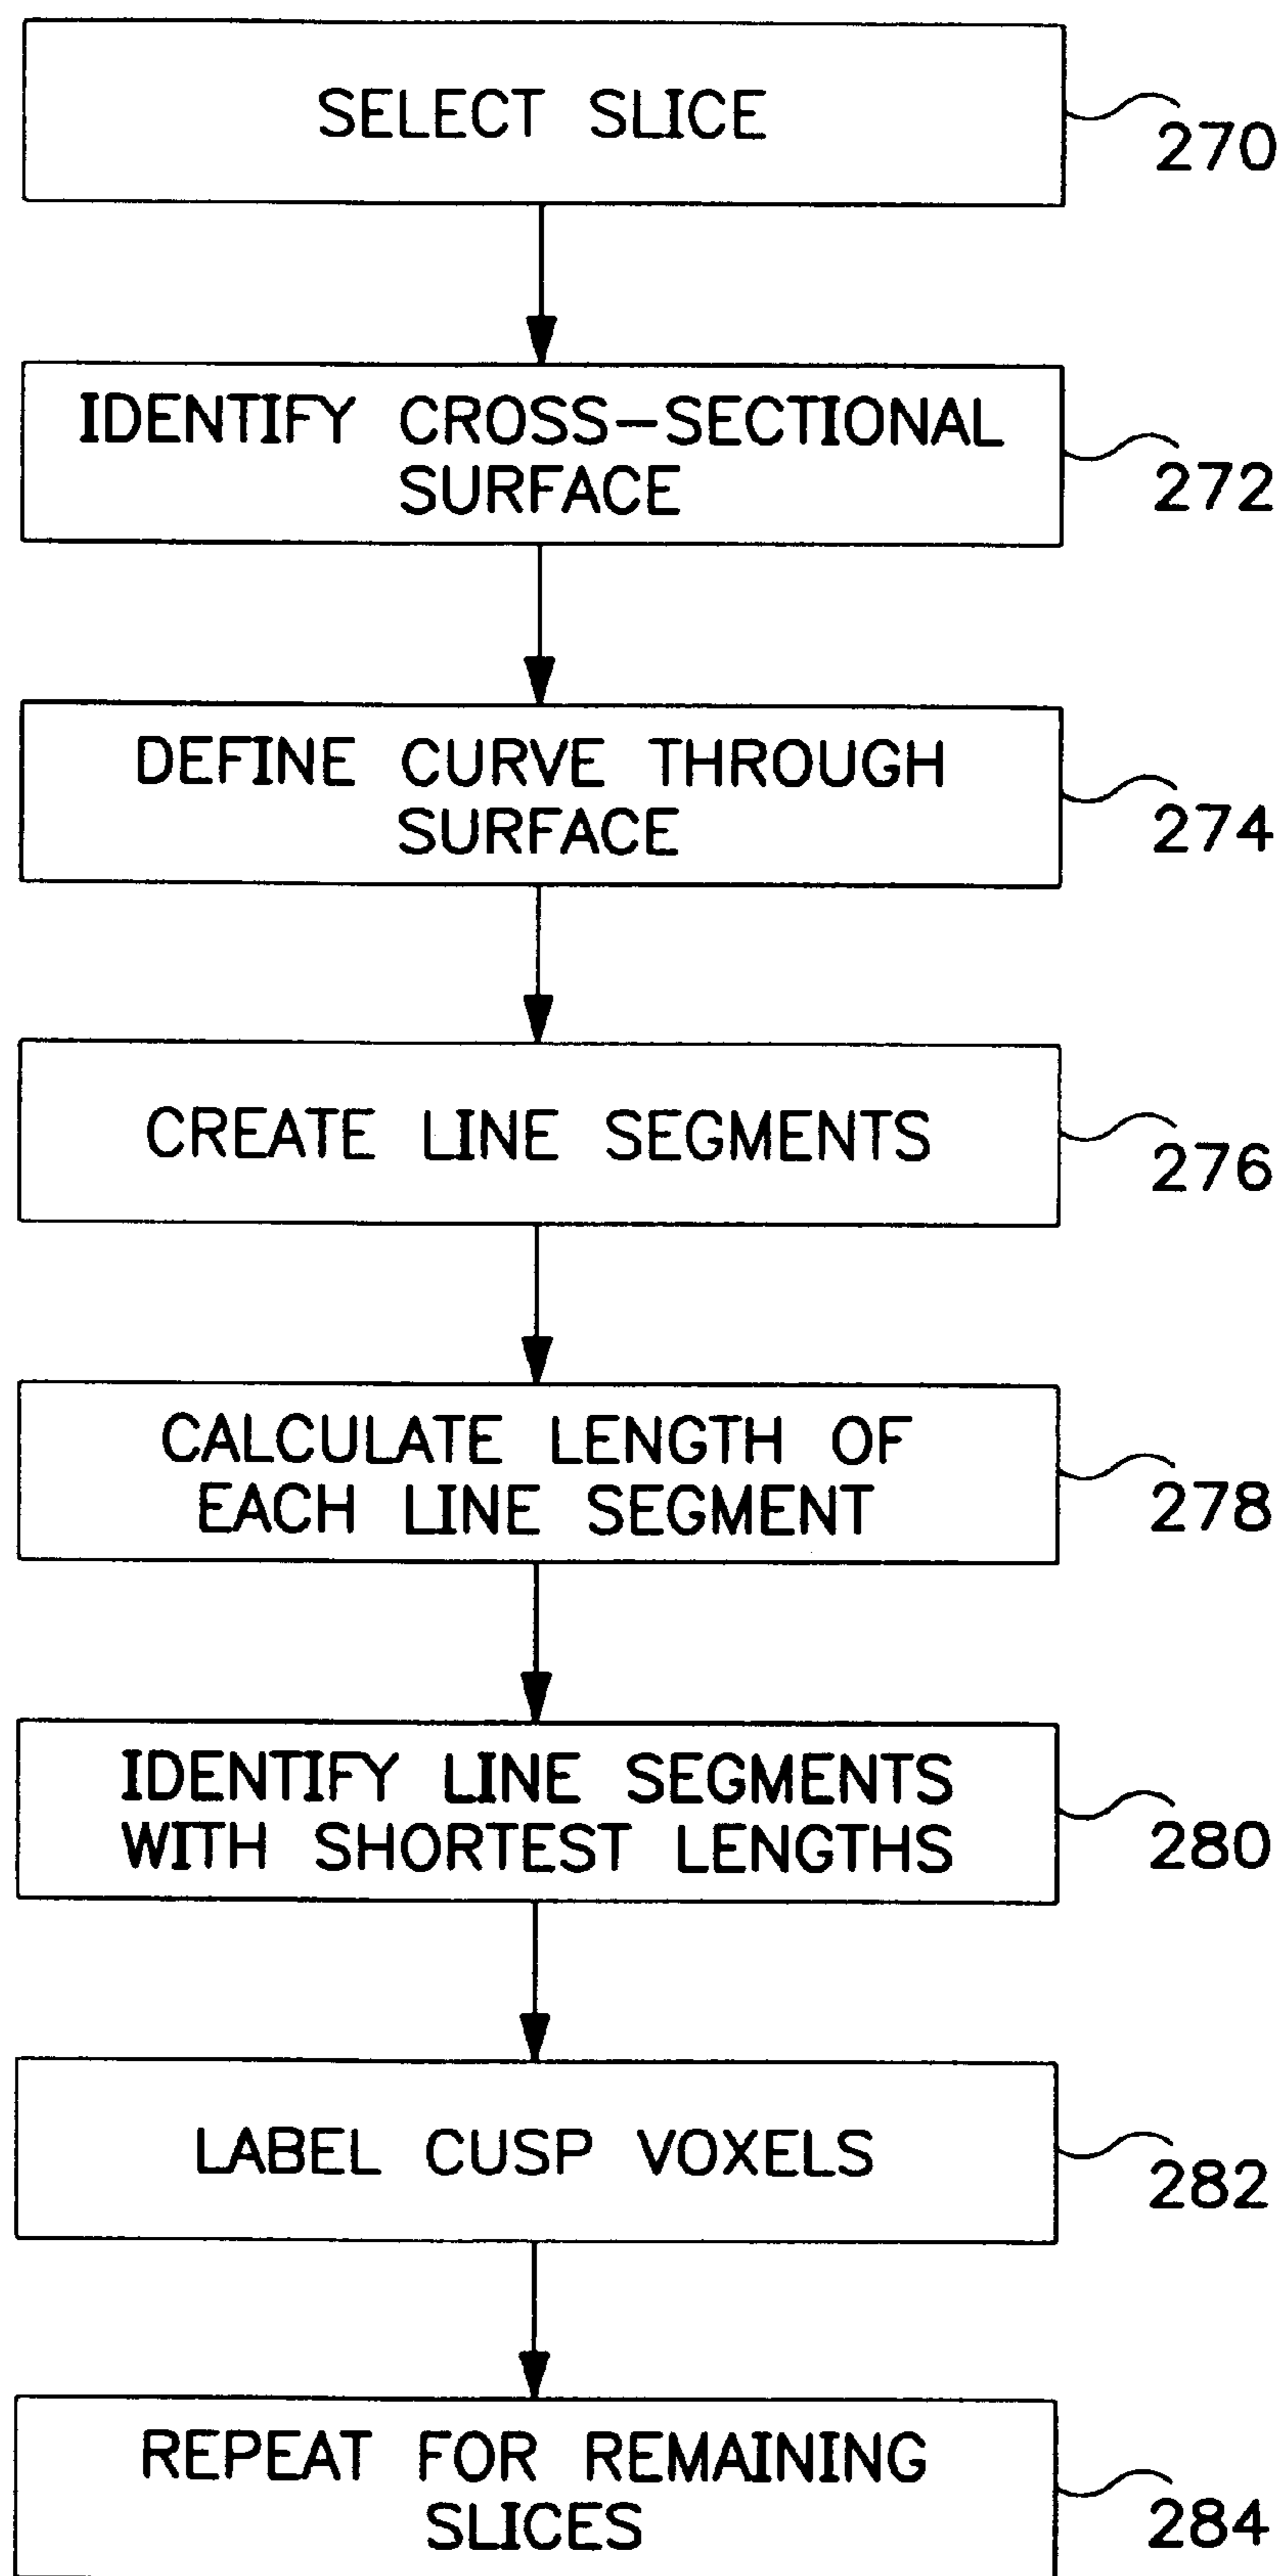 SELECT SLICE
270
IDENTIFY CROSS-SECTIONAL
SURFACE
272
DEFINE CURVE THROUGH
SURFACE
274
CREATE LINE SEGMENTS
276
CALCULATE LENGTH OF
EACH LINE SEGMENT
278
IDENTIFY LINE SEGMENTS
WITH SHORTEST LENGTHS
280
LABEL CUSP VOXELS
282
REPEAT FOR REMAINING
SLICES
284